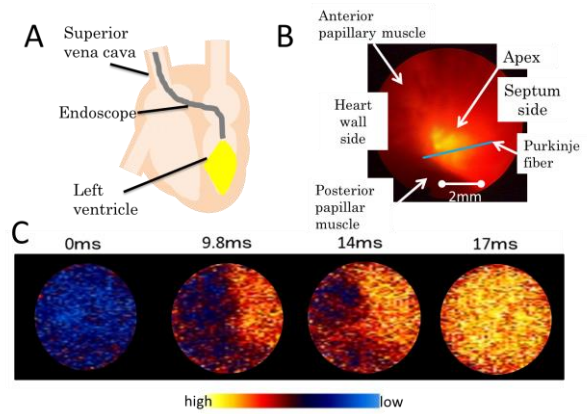 A
Superior
vena cava
Endoscope
Left
ventricle
B
Anterior
papillary muscle
Apex
Septum
side
Heart
wall
side
Purkinje
fiber
Posterior
papillar
muscle
2mm
C
0ms
9.8ms
14ms
17ms
high
low